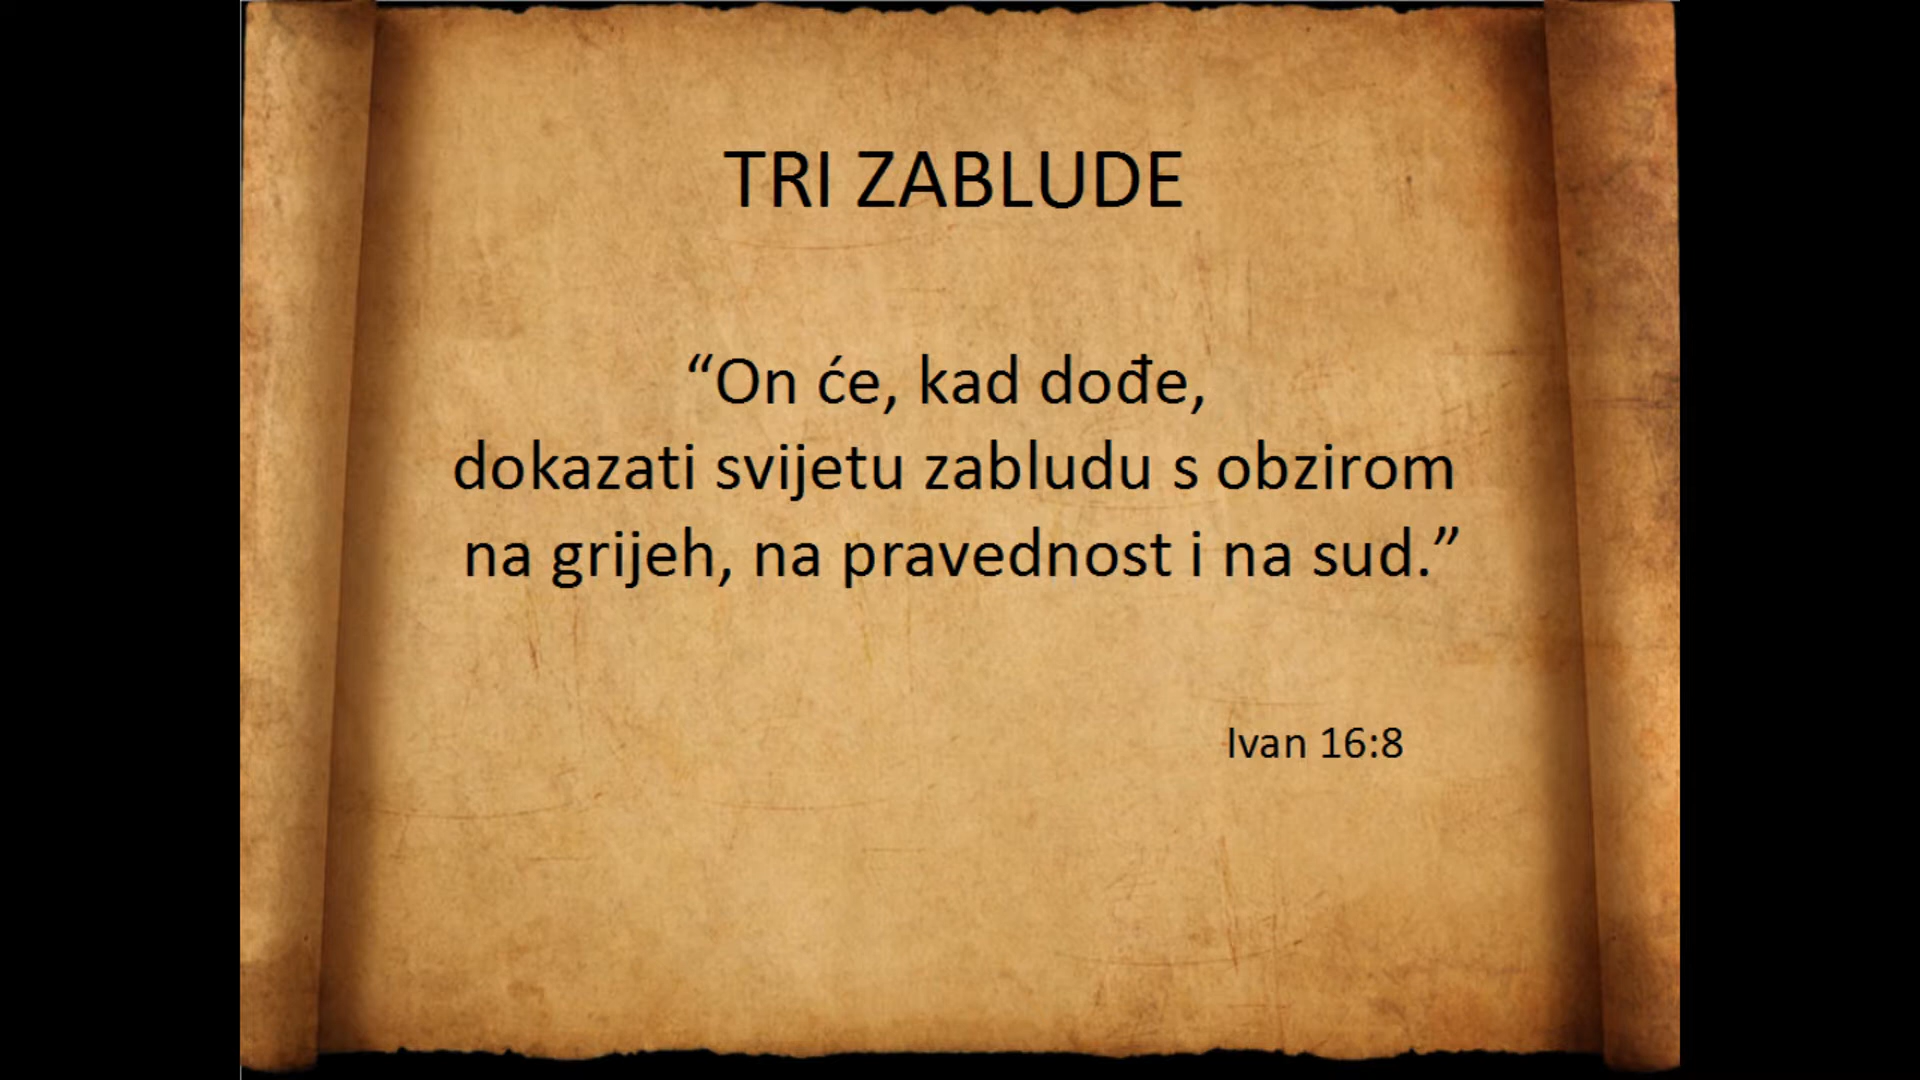 TRI ZABLUDE
“On će, kad dođe,
dokazati svijetu zabludu s obzirom
na grijeh, na pravednost i na sud.”
Ivan 16:8